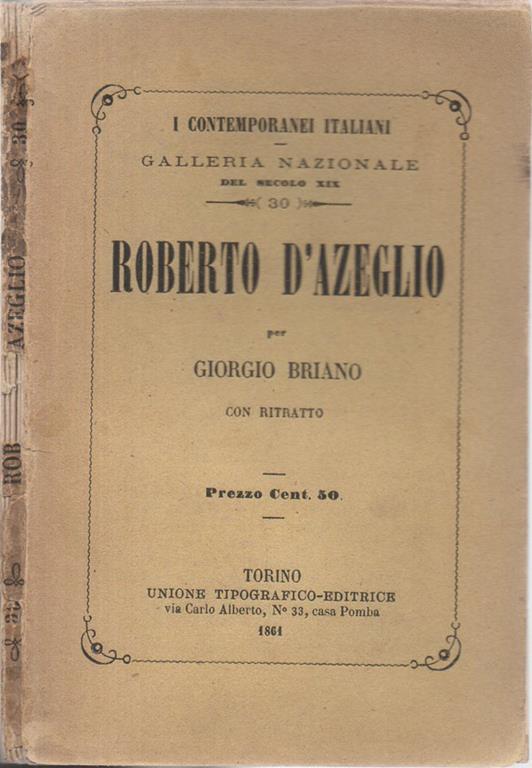 I CONTEMPORANEI ITALIANI
GALLERIA NAZIONALE
DEL SECOLO XIX
( 30 )
ROBERTO D'AZEGLIO
per
GIORGIO BRIANO
CON RITRATTO
Prezzo Cent. 50.
TORINO
UNIONE TIPOGRAFICO-EDITRICE
via Carlo Alberto, N° 33, casa Pomba
1861
ROB AZEGLIO 30